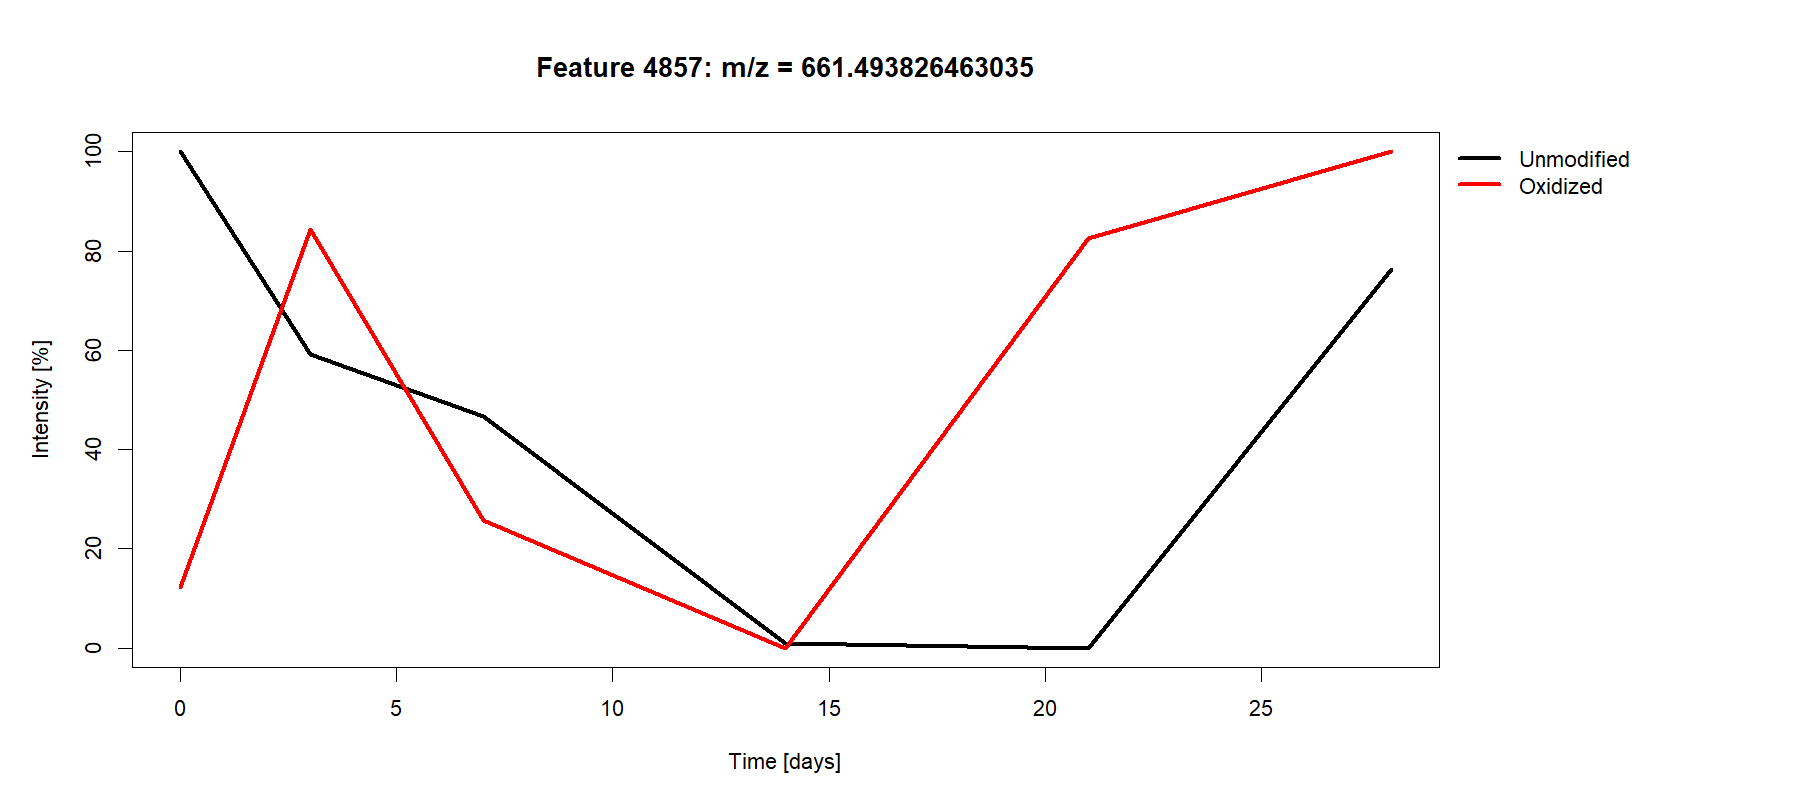 Feature 4857: m/z = 661.493826463035
Unmodified
Oxidized
Intensity [%]
100
80
60
40
20
0
0 5 10 15 20 25
Time [days]